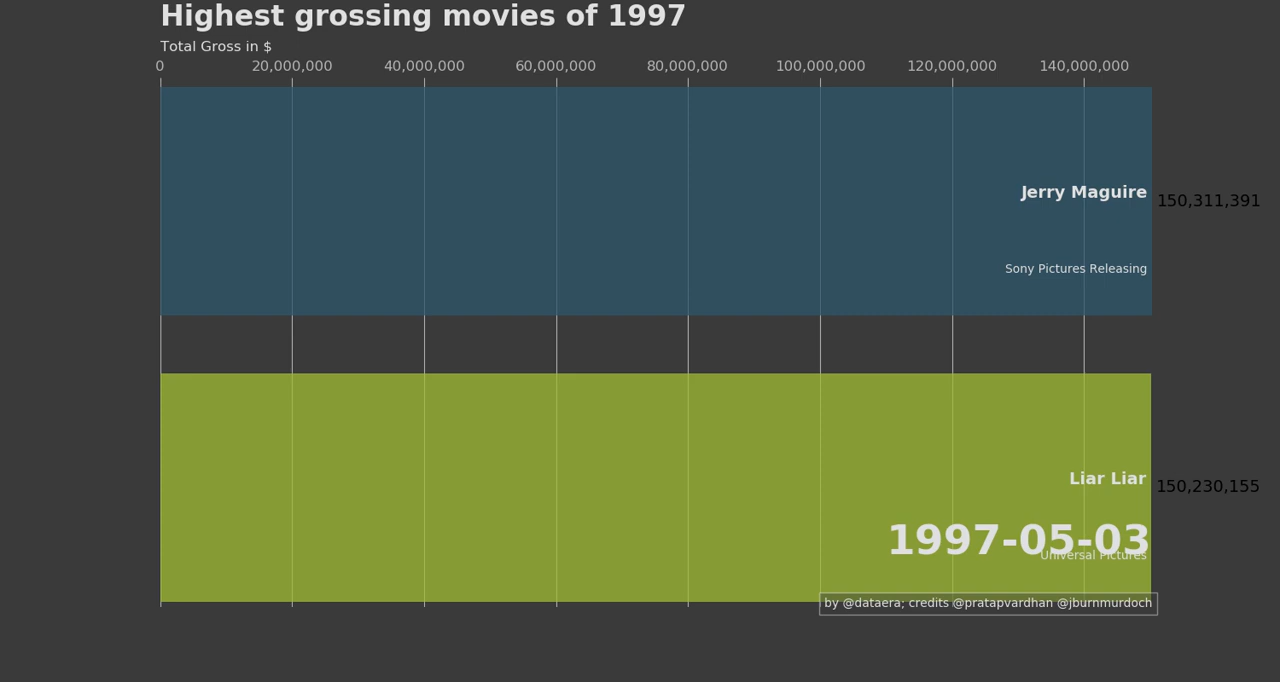 Highest grossing movies of 1997
Total Gross in $
0 20,000,000 40,000,000 60,000,000 80,000,000 100,000,000 120,000,000 140,000,000
Jerry Maguire 150,311,391
Sony Pictures Releasing
Liar Liar 150,230,155
1997-05-03
Universal Pictures
by @dataera; credits @pratapvardhan @jburnmurdoch